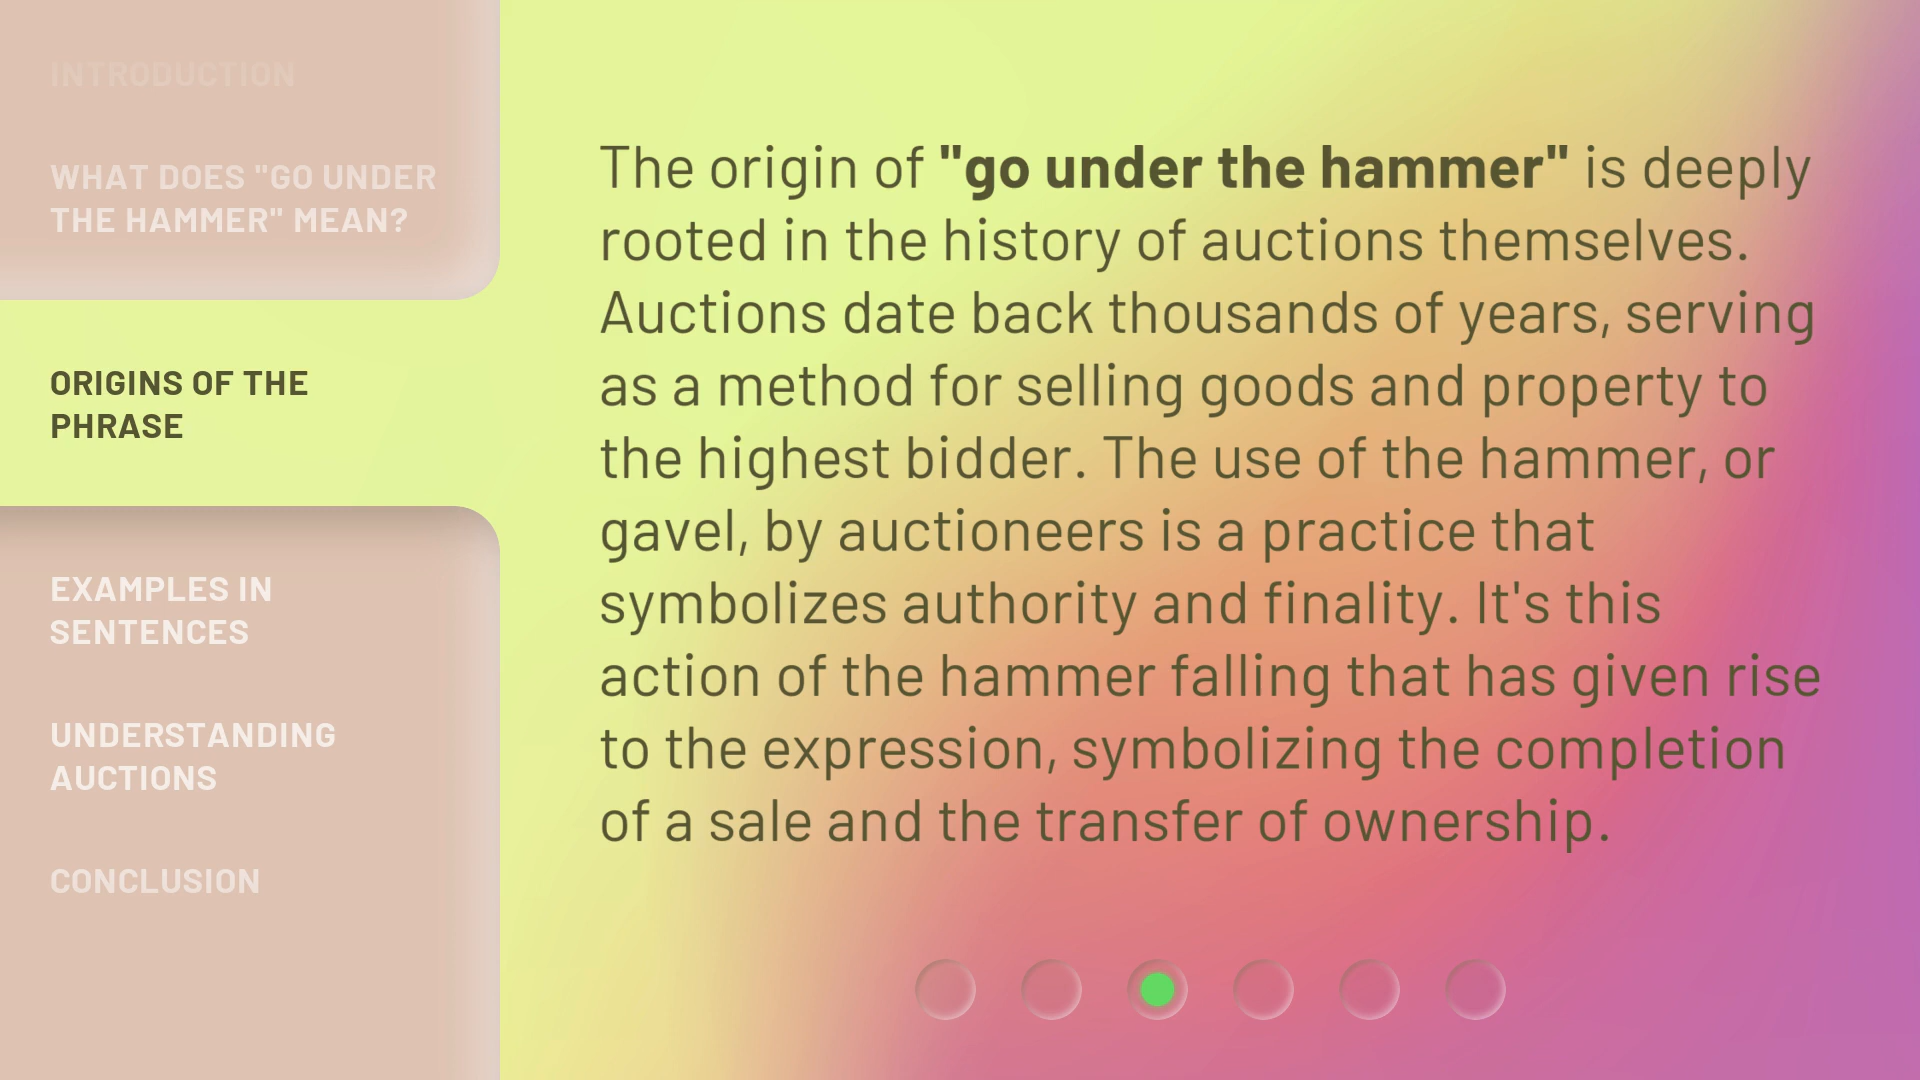 INTRODUCTION
WHAT DOES "GO UNDER
THE HAMMER" MEAN?
ORIGINS OF THE
PHRASE
EXAMPLES IN
SENTENCES
UNDERSTANDING
AUCTIONS
CONCLUSION
The origin of "go under the hammer" is deeply
rooted in the history of auctions themselves.
Auctions date back thousands of years, serving
as a method for selling goods and property to
the highest bidder. The use of the hammer, or
gavel, by auctioneers is a practice that
symbolizes authority and finality. It's this
action of the hammer falling that has given rise
to the expression, symbolizing the completion
of a sale and the transfer of ownership.